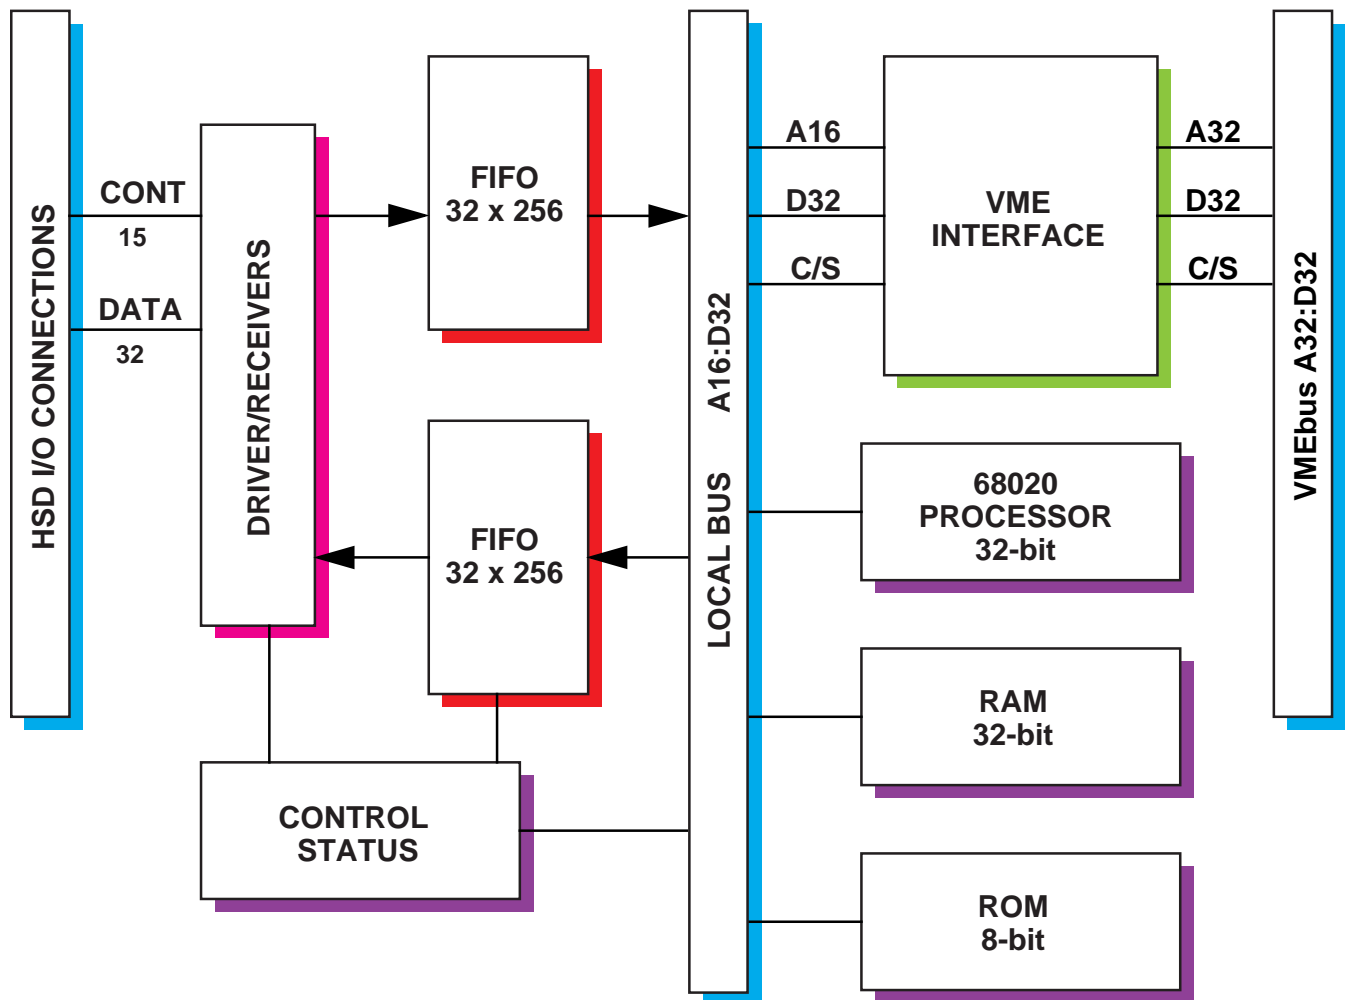 HSD I/O CONNECTIONS
CONT
15
DATA
32
DRIVER/RECEIVERS
FIFO
32 x 256
FIFO
32 x 256
CONTROL
STATUS
LOCAL BUS A16:D32
A16
D32
C/S
VME
INTERFACE
A32
D32
C/S
68020
PROCESSOR
32-bit
RAM
32-bit
ROM
8-bit
VMEbus A32:D32